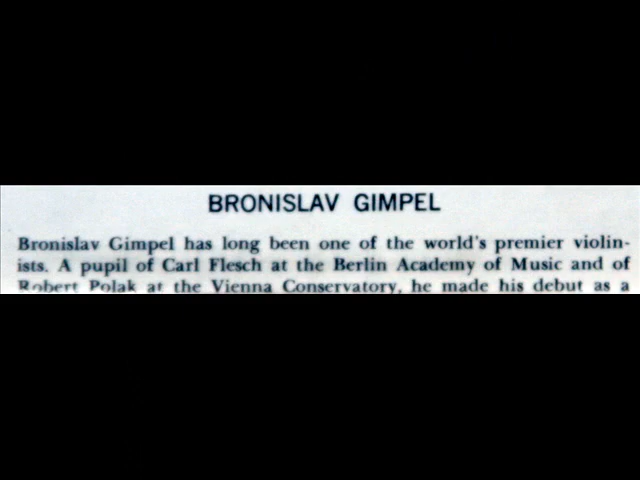 BRONISLAV GIMPEL
Bronislav Gimpel has long been one of the world's premier violin-
ists. A pupil of Carl Flesch at the Berlin Academy of Music and of
Robert Polak at the Vienna Conservatory, he made his debut as a